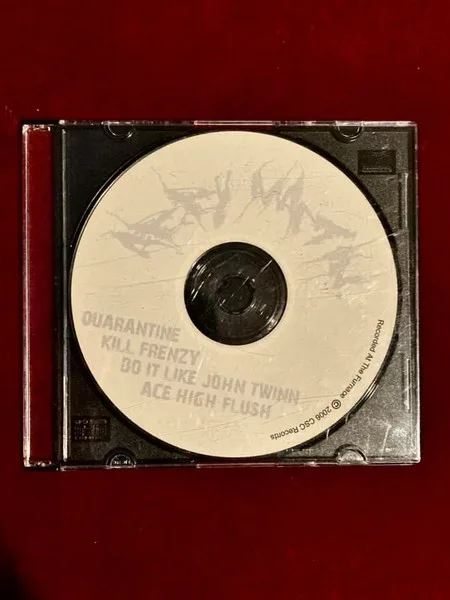 QUARANTINE
KILL FRENZY
DO IT LIKE JOHN TWINN
ACE HIGH FLUSH
Recorded At The Furnace © 2006 CSC Records